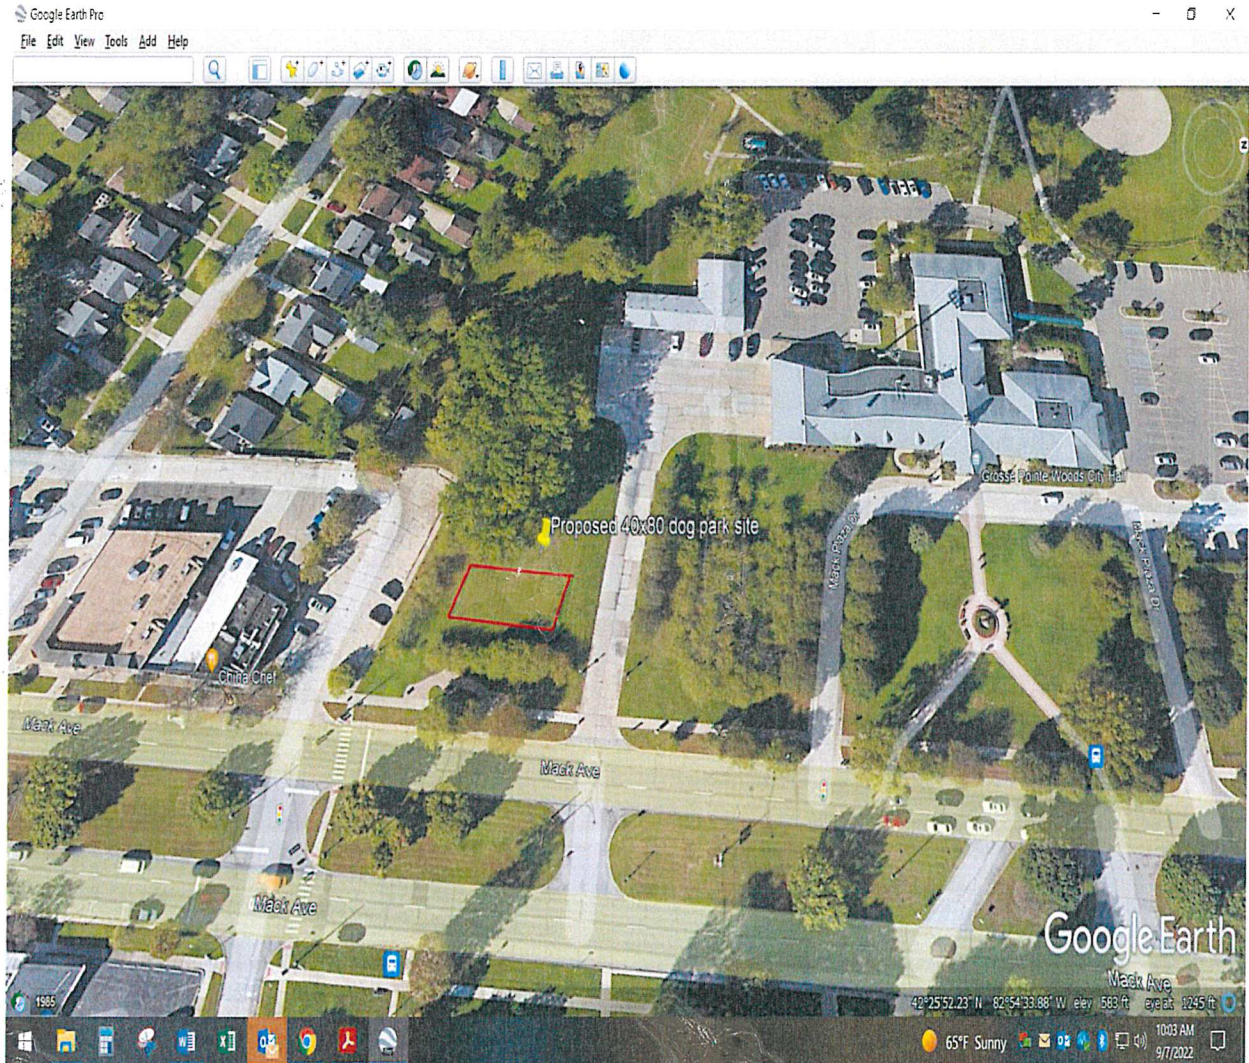 Google Earth Pro
File Edit View Tools Add Help
Grosse Pointe Woods City Hall
Proposed 40x80 dog park site
Mack Plaza Dr
Mack Plaza Dr
China Chef
Mack Ave
Mack Ave
Mack Ave
Google Earth
Mack Ave
1985
42°25'52.23" N 82°54'33.88" W elev 583 ft eye at 1245 ft
65°F Sunny
10:03 AM
9/7/2022